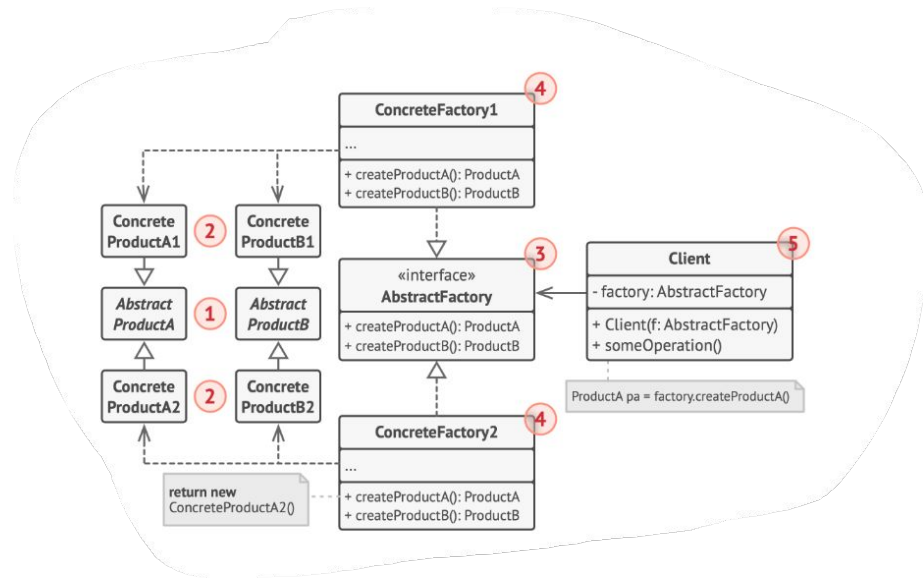 4
ConcreteFactory1
...
+ createProductA(): ProductA
+ createProductB(): ProductB
Concrete
ProductA1
2
Concrete
ProductB1
Abstract
ProductA
1
Abstract
ProductB
Concrete
ProductA2
2
Concrete
ProductB2
3
«interface»
AbstractFactory
+ createProductA(): ProductA
+ createProductB(): ProductB
5
Client
- factory: AbstractFactory
+ Client(f: AbstractFactory)
+ someOperation()
ProductA pa = factory.createProductA()
4
ConcreteFactory2
...
+ createProductA(): ProductA
+ createProductB(): ProductB
return new
ConcreteProductA2()